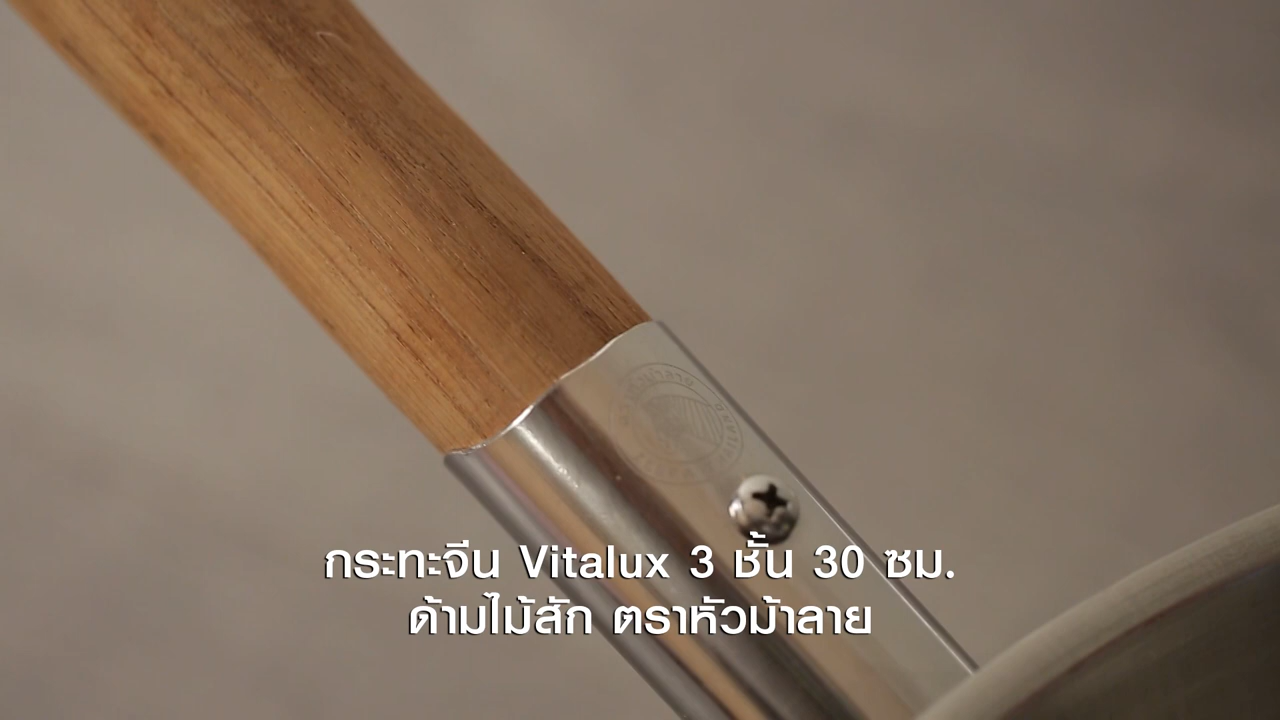 กระทะจีน Vitalux 3 ชั้น 30 ซม.
ด้ามไม้สัก ตราหัวม้าลาย